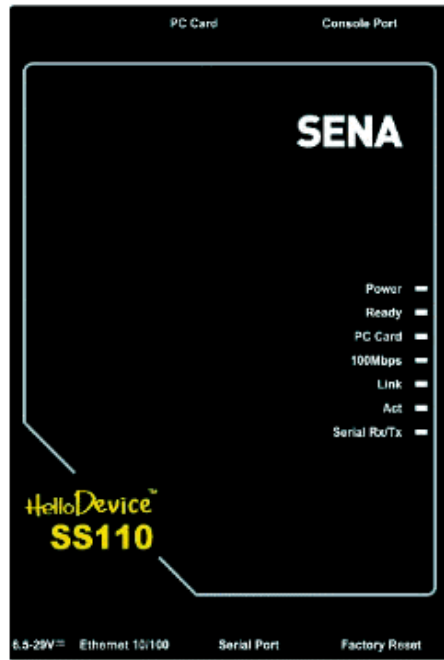 PC Card Console Port
SENA
Power
Ready
PC Card
100Mbps
Link
Act
Serial Rx/Tx
HelloDevice™
SS110
6.5-29V⎓ Ethernet 10/100 Serial Port Factory Reset